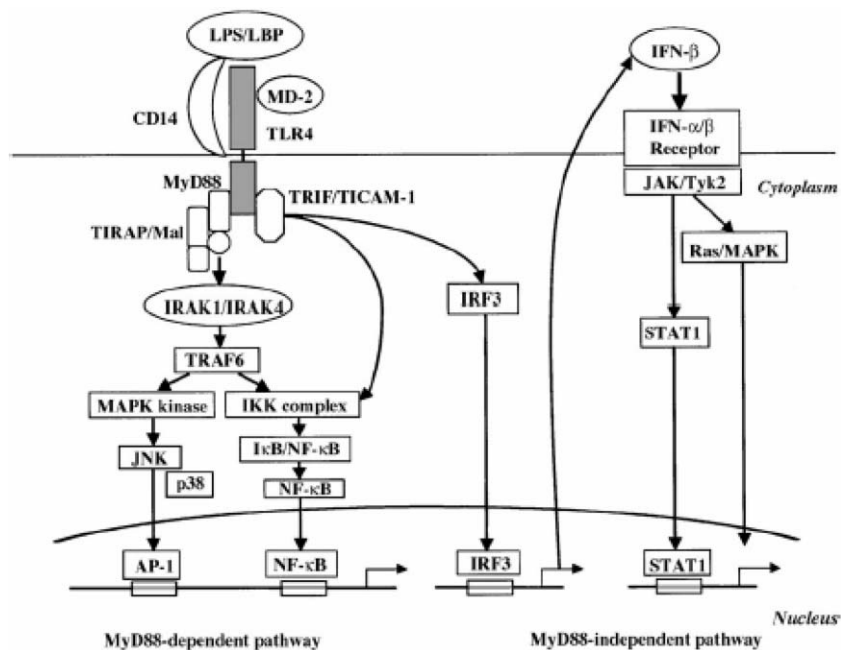 LPS/LBP
MD-2
CD14
TLR4
MyD88
TRIF/TICAM-1
TIRAP/Mal
IRAK1/IRAK4
TRAF6
MAPK kinase
IKK complex
JNK
p38
IκB/NF-κB
NF-κB
AP-1
NF-κB
IRF3
IRF3
IFN-β
IFN-α/β
Receptor
JAK/Tyk2
Cytoplasm
Ras/MAPK
STAT1
STAT1
Nucleus
MyD88-dependent pathway
MyD88-independent pathway